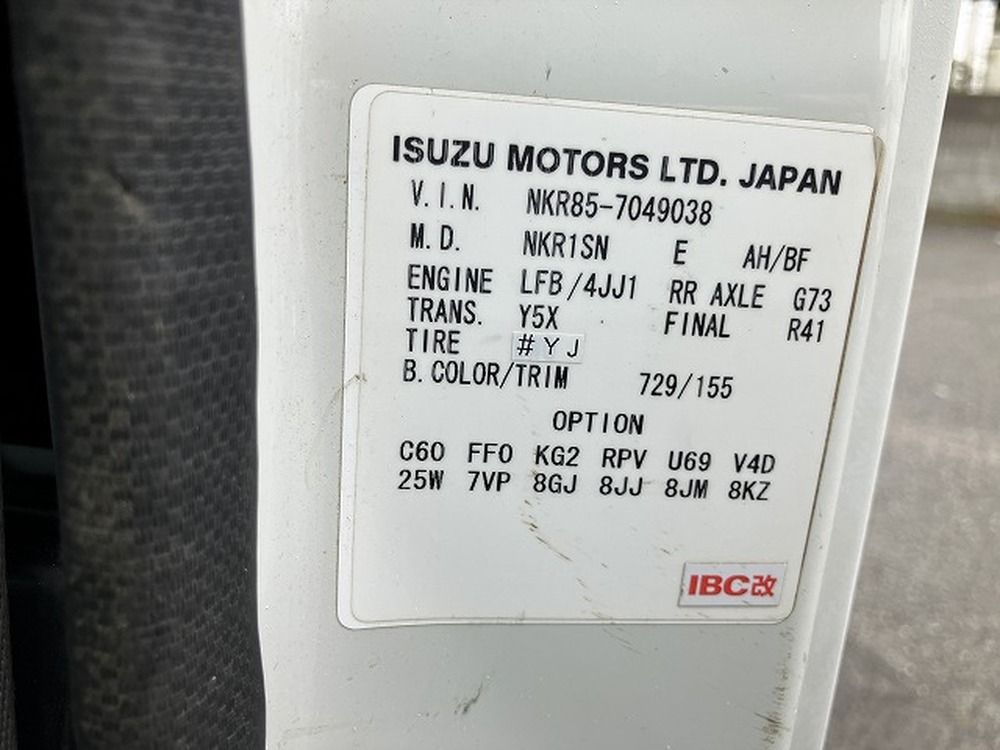 ISUZU MOTORS LTD. JAPAN
V.I.N. NKR85-7049038
M.D. NKR1SN E AH/BF
ENGINE LFB/4JJ1 RR AXLE G73
TRANS. Y5X FINAL R41
TIRE #YJ
B.COLOR/TRIM 729/155
OPTION
C60 FF0 KG2 RPV U69 V4D
25W 7VP 8GJ 8JJ 8JM 8KZ
IBC改